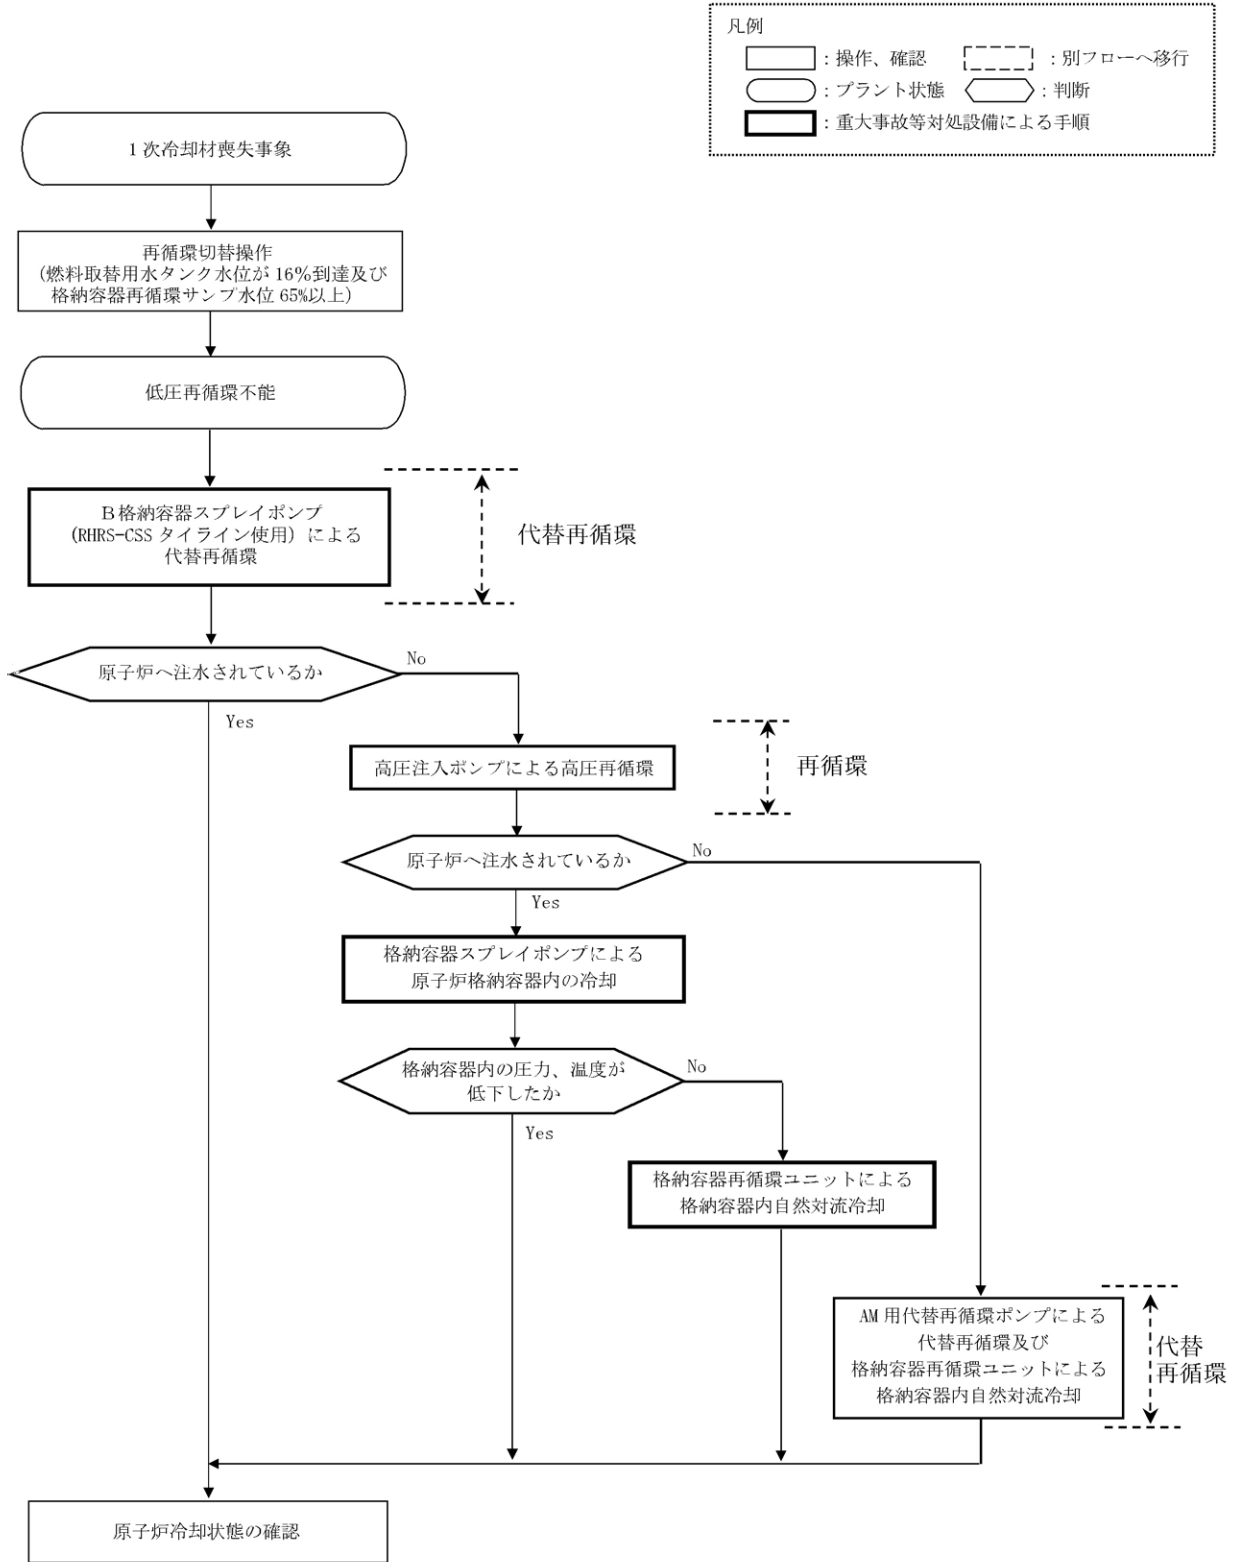 凡例
：操作、確認
：別フローへ移行
：プラント状態
：判断
：重大事故等対処設備による手順
1次冷却材喪失事象
再循環切替操作
(燃料取替用水タンク水位が16%到達及び
格納容器再循環サンプ水位65%以上)
低圧再循環不能
B格納容器スプレイポンプ
(RHRS-CSSタイライン使用)による
代替再循環
代替再循環
原子炉へ注水されているか
No
Yes
高圧注入ポンプによる高圧再循環
再循環
原子炉へ注水されているか
No
Yes
格納容器スプレイポンプによる
原子炉格納容器内の冷却
格納容器内の圧力、温度が
低下したか
No
Yes
格納容器再循環ユニットによる
格納容器内自然対流冷却
AM用代替再循環ポンプによる
代替再循環及び
格納容器再循環ユニットによる
格納容器内自然対流冷却
代替
再循環
原子炉冷却状態の確認